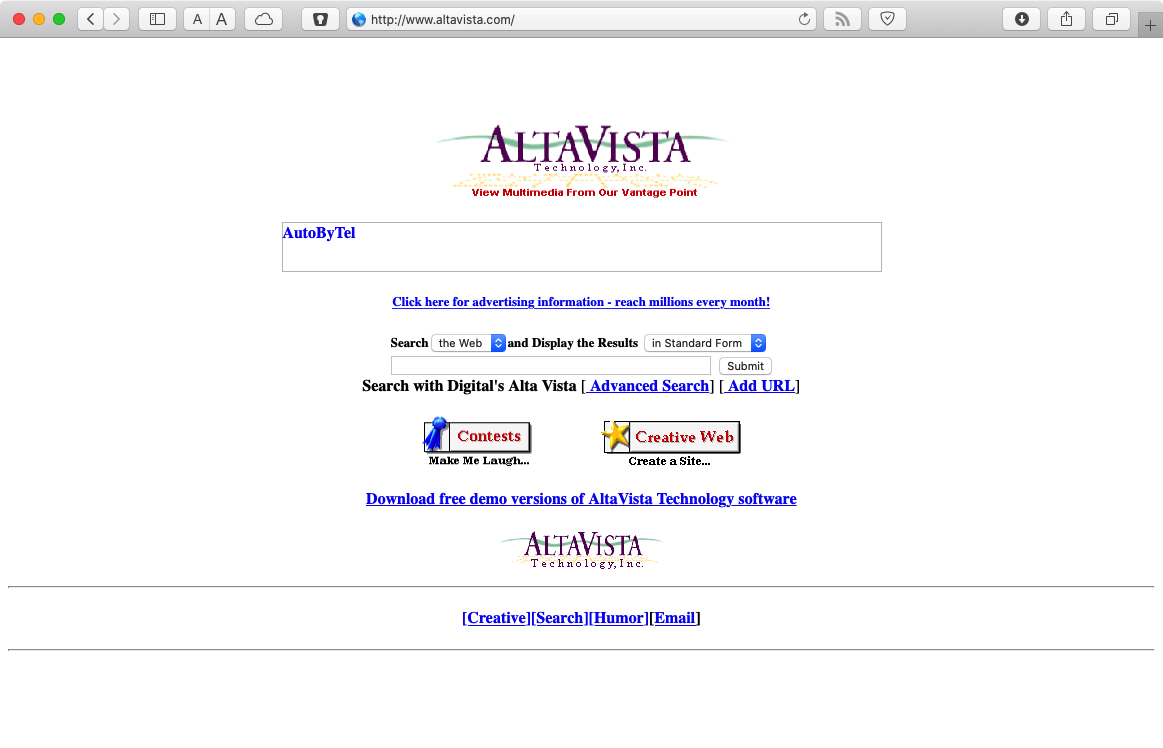 A A http://www.altavista.com/
ALTAVISTA
Technology, Inc.
View Multimedia From Our Vantage Point
AutoByTel
Click here for advertising information - reach millions every month!
Search the Web and Display the Results in Standard Form
Submit
Search with Digital's Alta Vista [ Advanced Search] [ Add URL]
Contests Creative Web
Make Me Laugh... Create a Site...
Download free demo versions of AltaVista Technology software
ALTAVISTA
Technology, Inc.
[Creative][Search][Humor][Email]